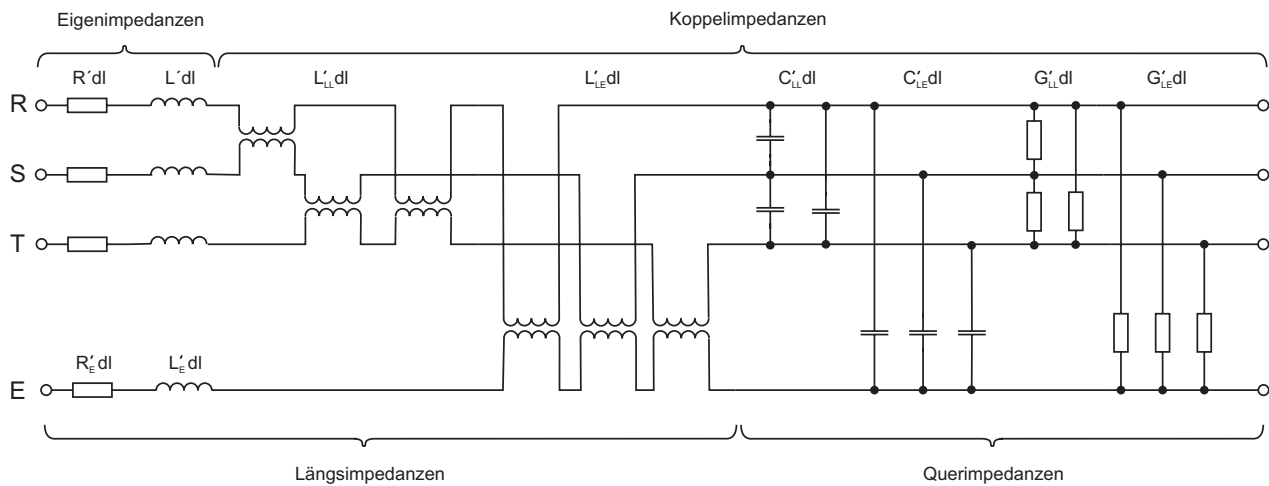 Eigenimpedanzen
Koppelimpedanzen
R´dl L´dl L'LLdl L'LEdl C'LLdl C'LEdl G'LLdl G'LEdl
R
S
T
R'Edl L'Edl
E
Längsimpedanzen
Querimpedanzen